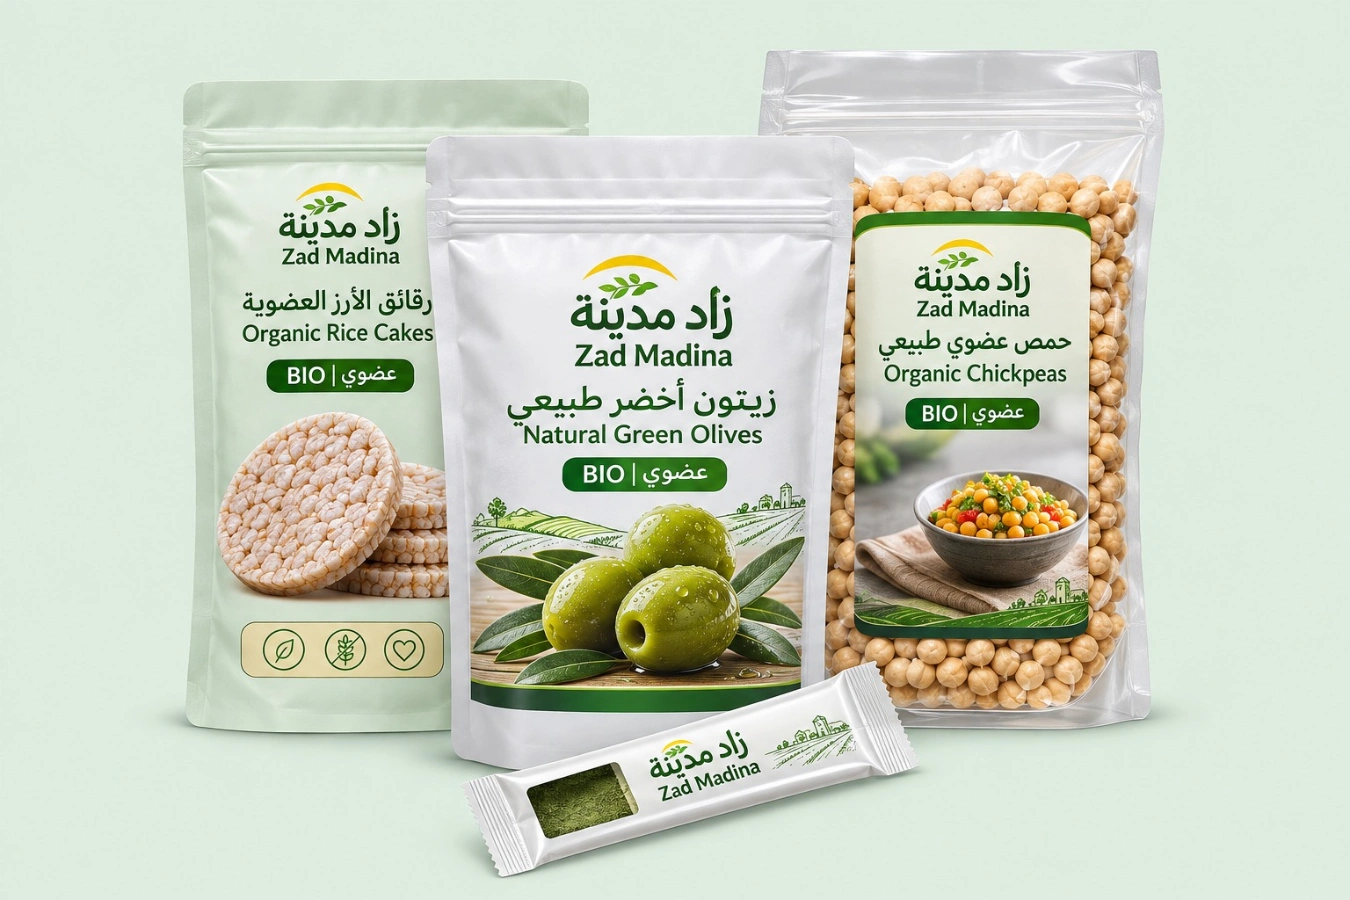 زاد مدينة
Zad Madina
رقائق الأرز العضوية
Organic Rice Cakes
BIO | عضوي
زاد مدينة
Zad Madina
زيتون أخضر طبيعي
Natural Green Olives
BIO | عضوي
زاد مدينة
Zad Madina
حمص عضوي طبيعي
Organic Chickpeas
BIO | عضوي
زاد مدينة
Zad Madina